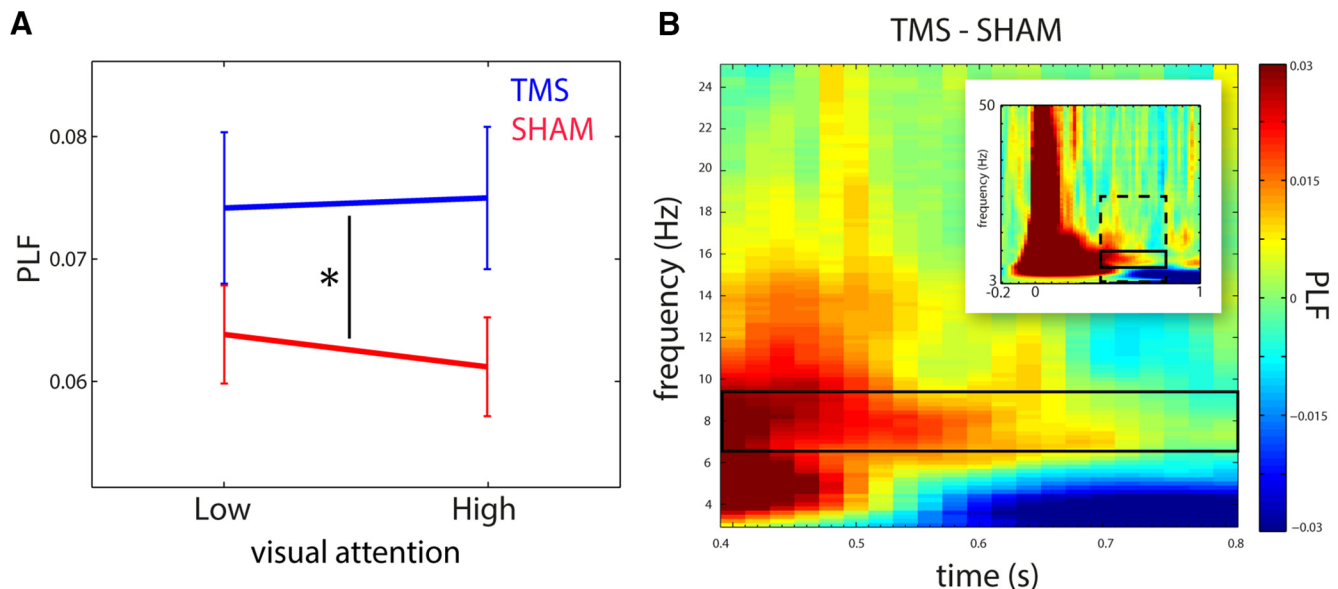 A
TMS
SHAM
0.08
0.07
0.06
PLF
*
Low
High
visual attention
B
TMS - SHAM
24
22
20
18
16
14
12
10
8
6
4
frequency (Hz)
0.4
0.5
0.6
0.7
0.8
time (s)
50
3
frequency (Hz)
-0.2
0
1
0.03
0.015
0
-0.015
-0.03
PLF